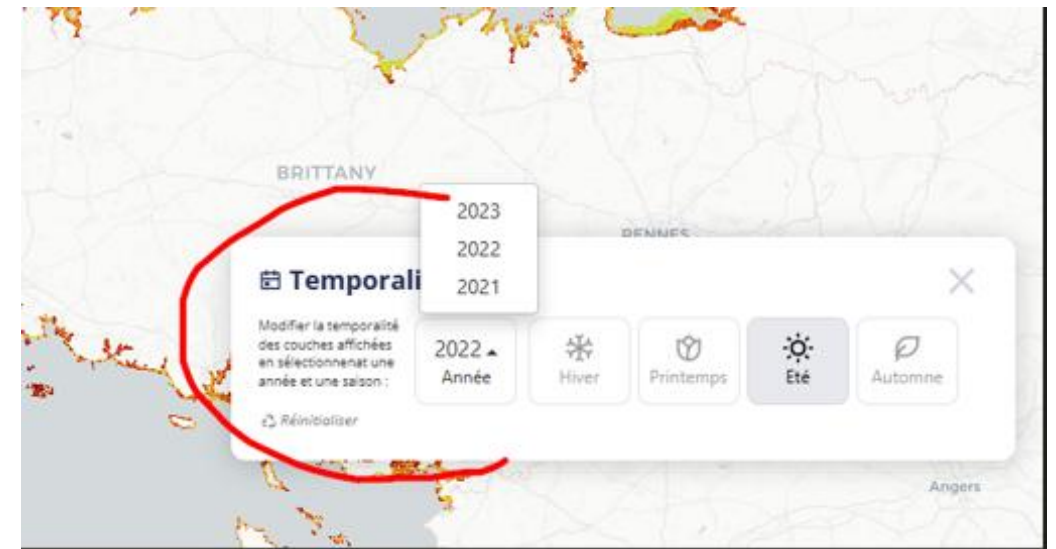 BRITTANY
2023
2022
2021
RENNES
Temporali
Modifier la temporalité
des couches affichées
en sélectionnenat une
année et une saison :
2022
Année
Hiver
Printemps
Eté
Automne
Réinitialiser
Angers